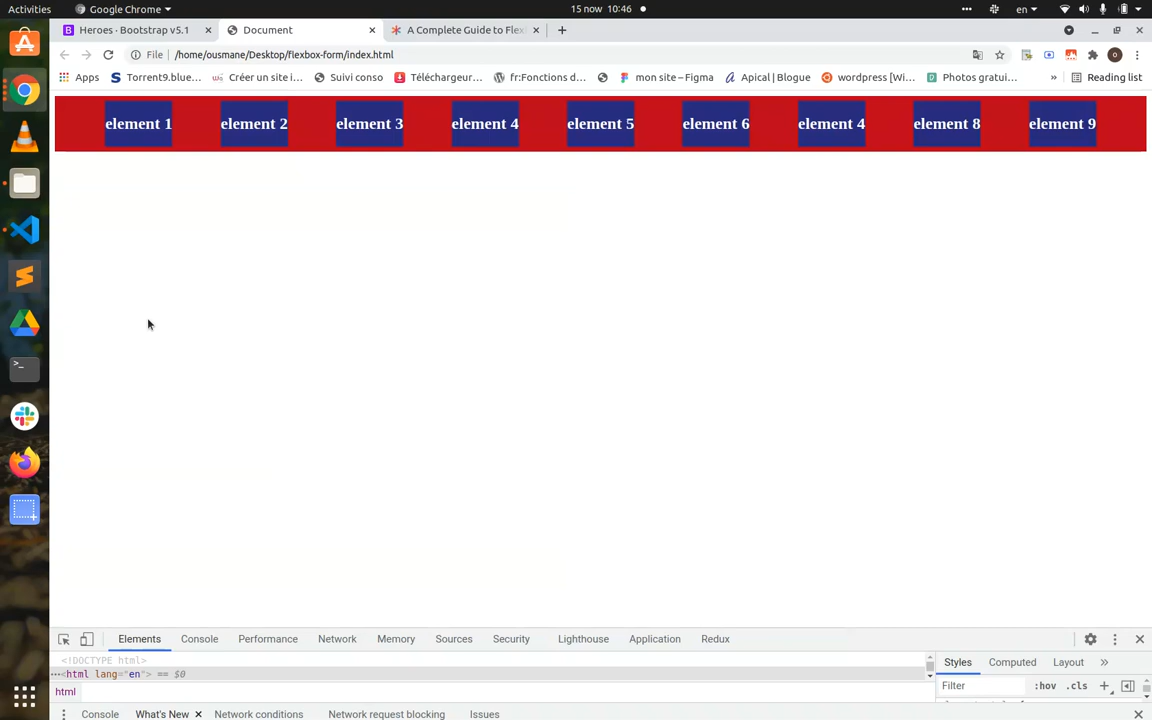 Activities Google Chrome 15 now 10:46 en
Heroes · Bootstrap v5.1 Document A Complete Guide to Flex
File /home/ousmane/Desktop/flexbox-form/index.html
Apps Torrent9.blue... Créer un site i... Suivi conso Téléchargeur... fr:Fonctions d... mon site – Figma Apical | Blogue wordpress [Wi... Photos gratui... » Reading list
element 1 element 2 element 3 element 4 element 5 element 6 element 4 element 8 element 9
Elements Console Performance Network Memory Sources Security Lighthouse Application Redux
<!DOCTYPE html>
<html lang="en"> == $0
html
Styles Computed Layout »
Filter :hov .cls +
Console What's New Network conditions Network request blocking Issues